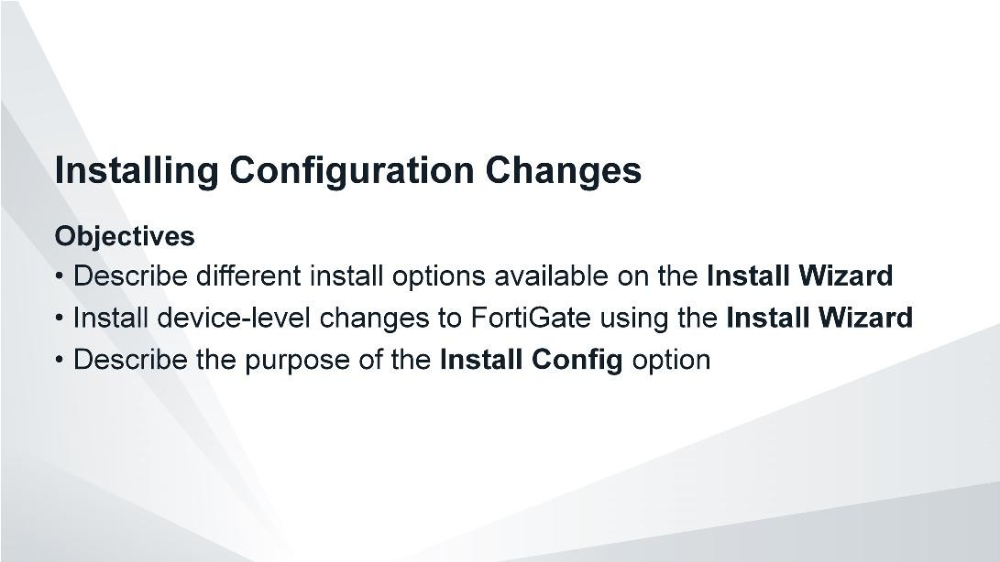 Installing Configuration Changes
Objectives
• Describe different install options available on the Install Wizard
• Install device-level changes to FortiGate using the Install Wizard
• Describe the purpose of the Install Config option